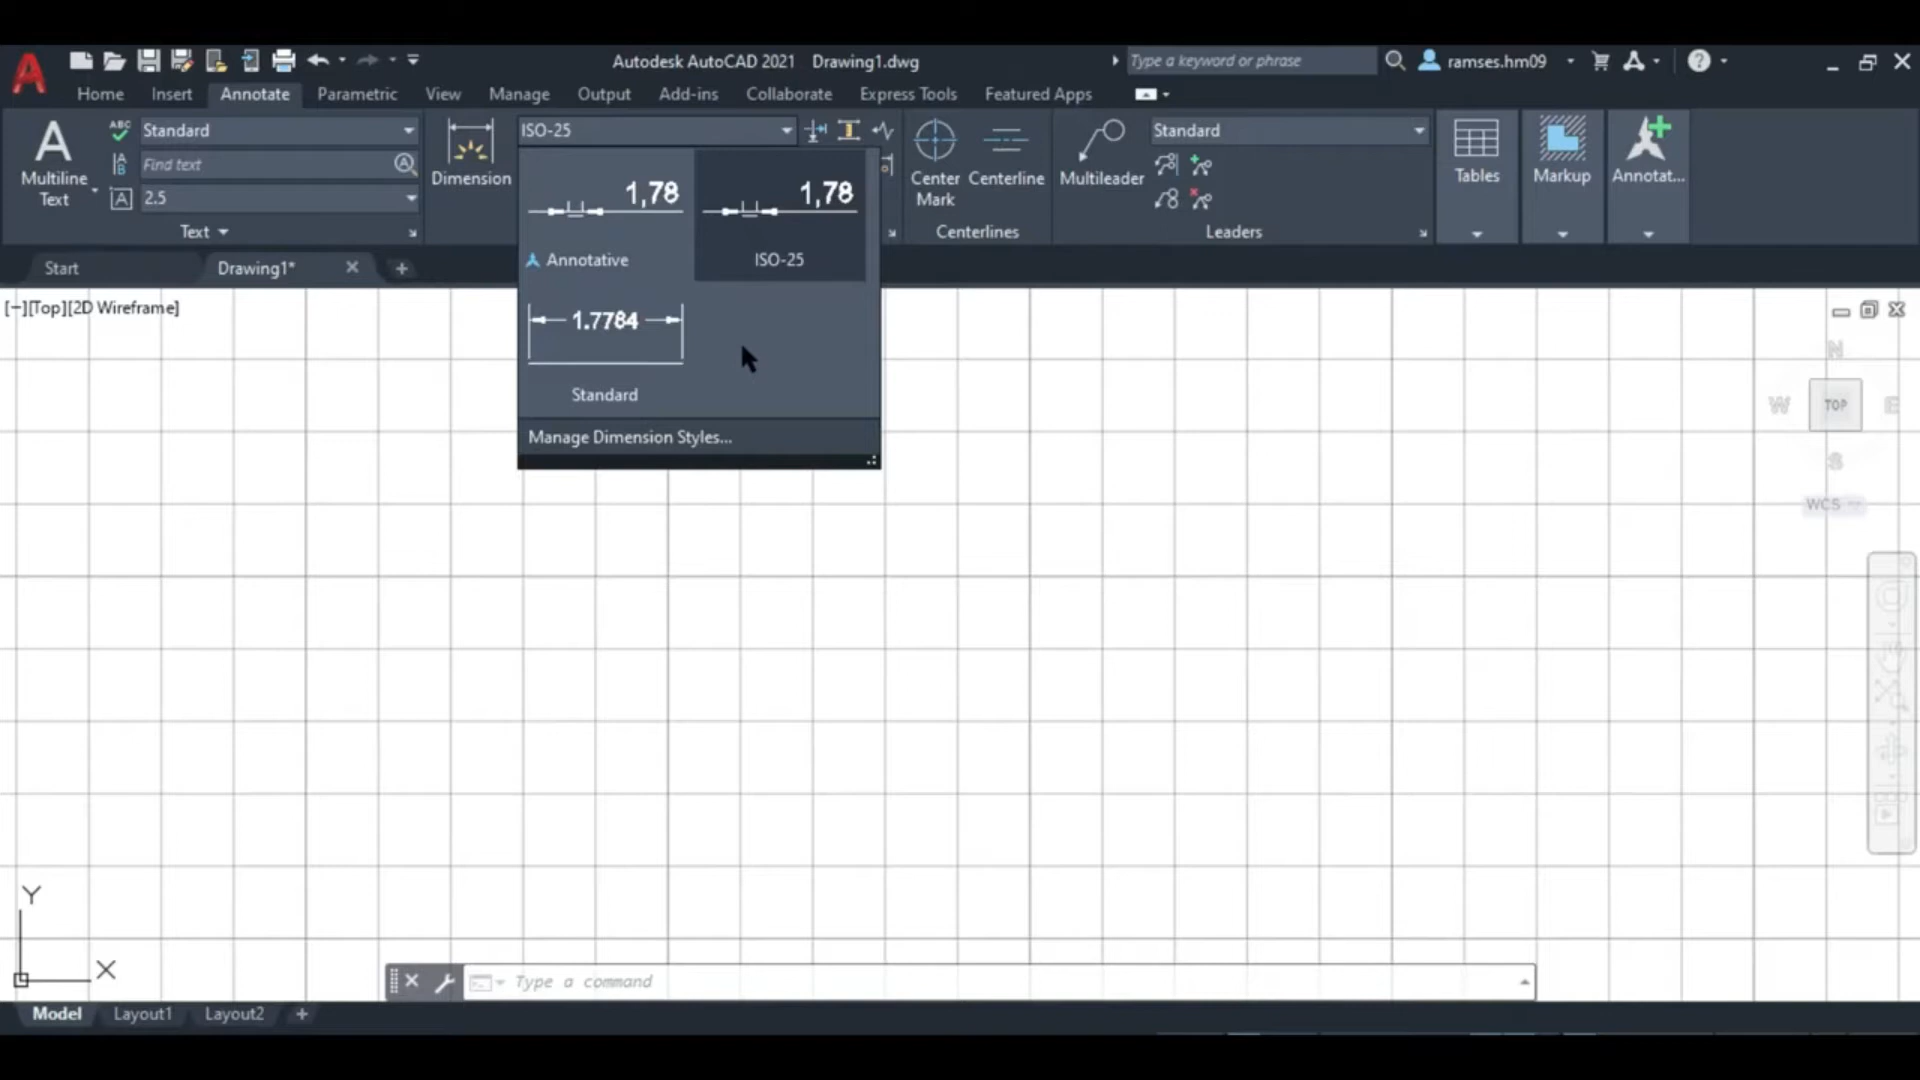 Autodesk AutoCAD 2021 Drawing1.dwg
Type a keyword or phrase
ramses.hm09
Home Insert Annotate Parametric View Manage Output Add-ins Collaborate Express Tools Featured Apps
Multiline
Text
Standard
Find text
2.5
Text
Dimension
ISO-25
Center
Mark
Centerline
Centerlines
Multileader
Standard
Leaders
Tables
Markup
Annotat...
1,78
Annotative
1,78
ISO-25
1.7784
Standard
Manage Dimension Styles...
Start
Drawing1*
[−][Top][2D Wireframe]
N
W TOP E
S
WCS
Y
X
Type a command
Model Layout1 Layout2